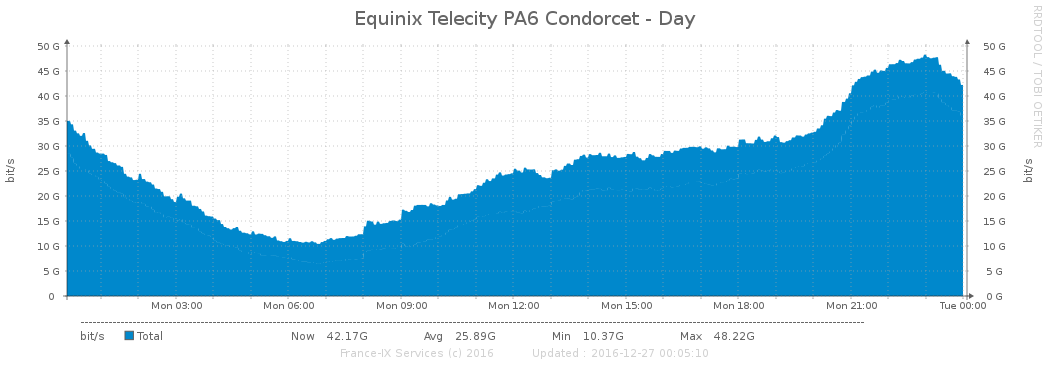 Equinix Telecity PA6 Condorcet - Day
RRDTOOL / TOBI OETIKER
bit/s
50 G
45 G
40 G
35 G
30 G
25 G
20 G
15 G
10 G
5 G
0
50 G
45 G
40 G
35 G
30 G
25 G
20 G
15 G
10 G
5 G
0 G
bit/s
Mon 03:00 Mon 06:00 Mon 09:00 Mon 12:00 Mon 15:00 Mon 18:00 Mon 21:00 Tue 00:00
bit/s Total Now 42.17G Avg 25.89G Min 10.37G Max 48.22G
France-IX Services (c) 2016 Updated : 2016-12-27 00:05:10